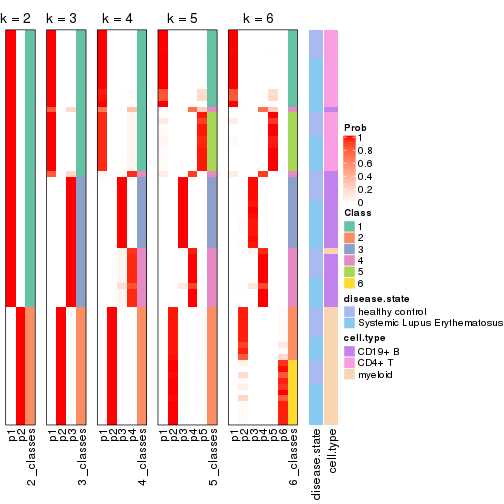 k = 2 k = 3 k = 4 k = 5 k = 6
Prob
1
0.8
0.6
0.4
0.2
0
Class
1
2
3
4
5
6
disease.state
healthy control
Systemic Lupus Erythematosus
cell.type
CD19+ B
CD4+ T
myeloid
p1
p2
2_classes
p1
p2
p3
3_classes
p1
p2
p3
p4
4_classes
p1
p2
p3
p4
p5
5_classes
p1
p2
p3
p4
p5
p6
6_classes
disease.state
cell.type